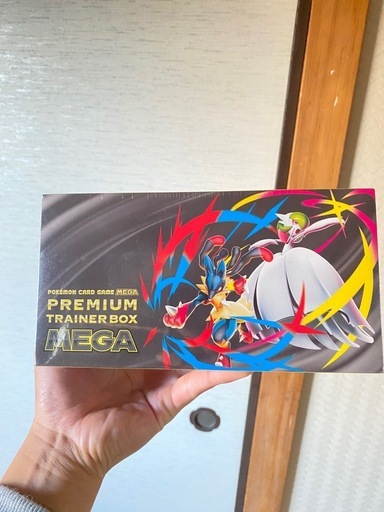 POKÉMON CARD GAME MEGA
PREMIUM
TRAINER BOX
MEGA